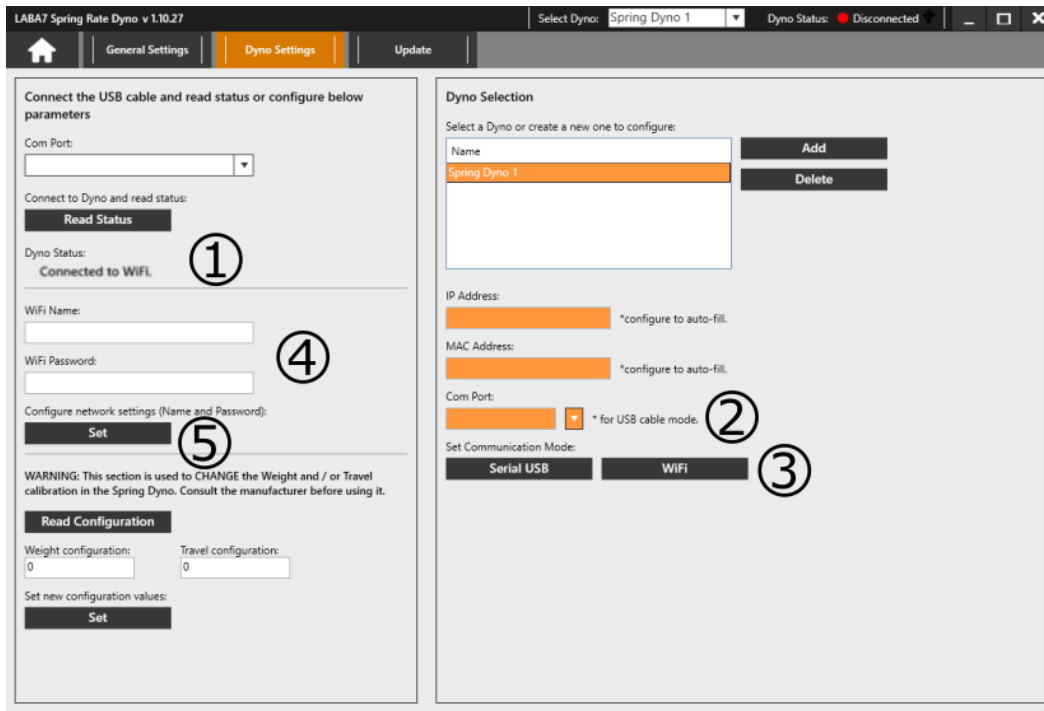 LABA7 Spring Rate Dyno v 1.10.27
Select Dyno: Spring Dyno 1
Dyno Status: Disconnected
General Settings
Dyno Settings
Update
Connect the USB cable and read status or configure below
parameters
Com Port:
Connect to Dyno and read status:
Read Status
①
Dyno Status:
Connected to WiFi.
WiFi Name:
④
WiFi Password:
Configure network settings (Name and Password):
Set
⑤
WARNING: This section is used to CHANGE the Weight and / or Travel
calibration in the Spring Dyno. Consult the manufacturer before using it.
Read Configuration
Weight configuration: Travel configuration:
0 0
Set new configuration values:
Set
Dyno Selection
Select a Dyno or create a new one to configure:
Name
Spring Dyno 1
Add
Delete
IP Address:
*configure to auto-fill.
MAC Address:
*configure to auto-fill.
Com Port:
* for USB cable mode.
②
Set Communication Mode:
Serial USB WiFi
③